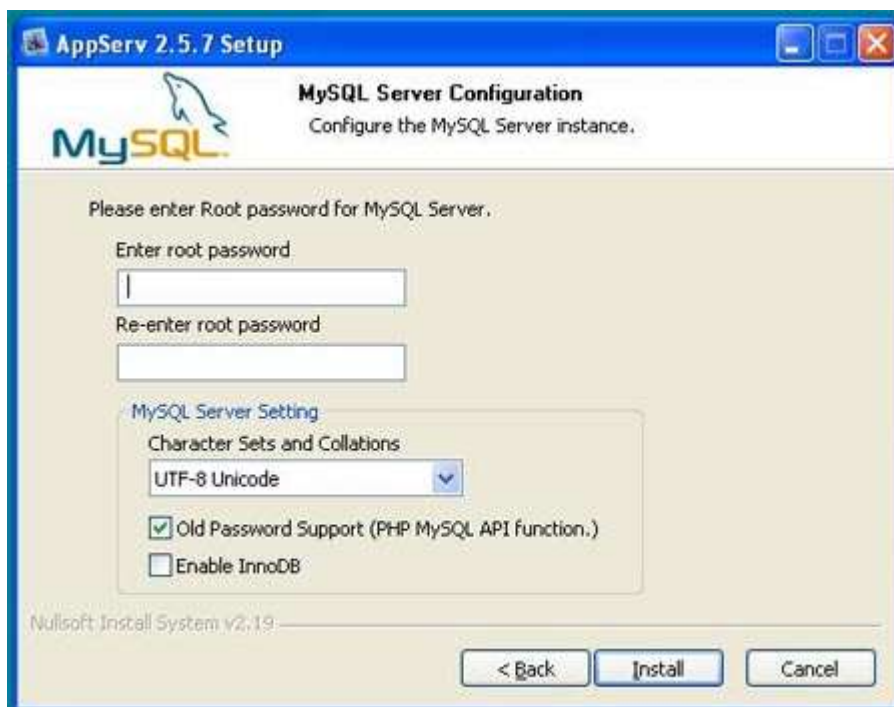 AppServ 2.5.7 Setup
MySQL
MySQL Server Configuration
Configure the MySQL Server instance.
Please enter Root password for MySQL Server.
Enter root password
Re-enter root password
MySQL Server Setting
Character Sets and Collations
UTF-8 Unicode
Old Password Support (PHP MySQL API function.)
Enable InnoDB
Nullsoft Install System v2.19
< Back
Install
Cancel